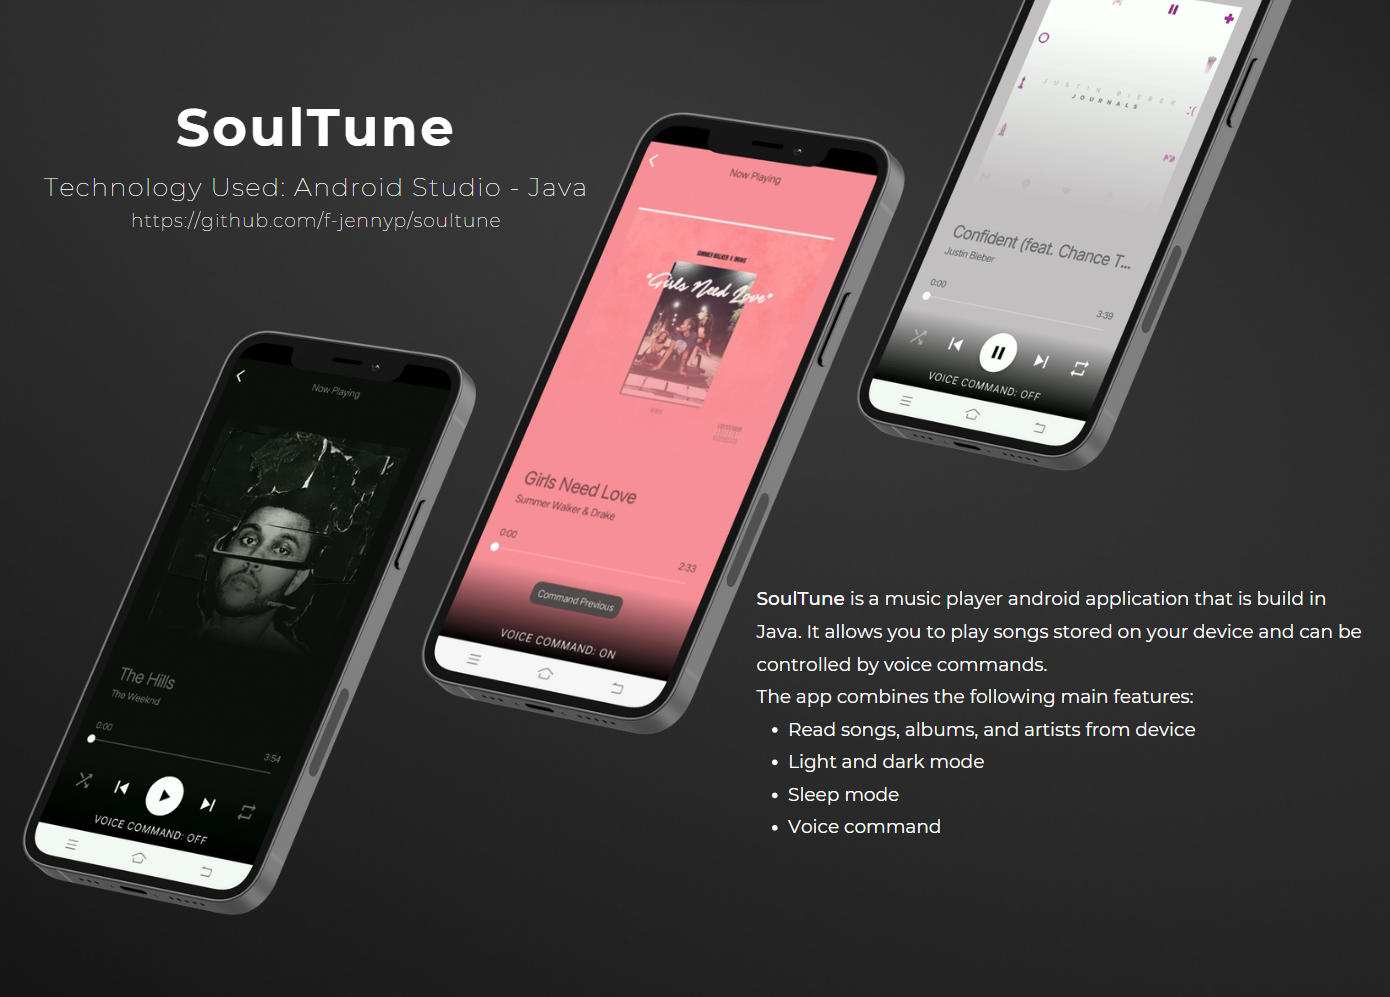 SoulTune
Technology Used: Android Studio - Java
https://github.com/f-jennyp/soultune
JUSTIN BIEBER
JOURNALS
Confident (feat. Chance T...
Justin Bieber
0:00
3:39
VOICE COMMAND: OFF
Now Playing
SUMMER WALKER X DRAKE
"Girls Need Love"
Girls Need Love
Summer Walker & Drake
0:00
2:33
Command Previous
VOICE COMMAND: ON
Now Playing
The Hills
The Weeknd
0:00
3:54
VOICE COMMAND: OFF
SoulTune is a music player android application that is build in
Java. It allows you to play songs stored on your device and can be
controlled by voice commands.
The app combines the following main features:
• Read songs, albums, and artists from device
• Light and dark mode
• Sleep mode
• Voice command